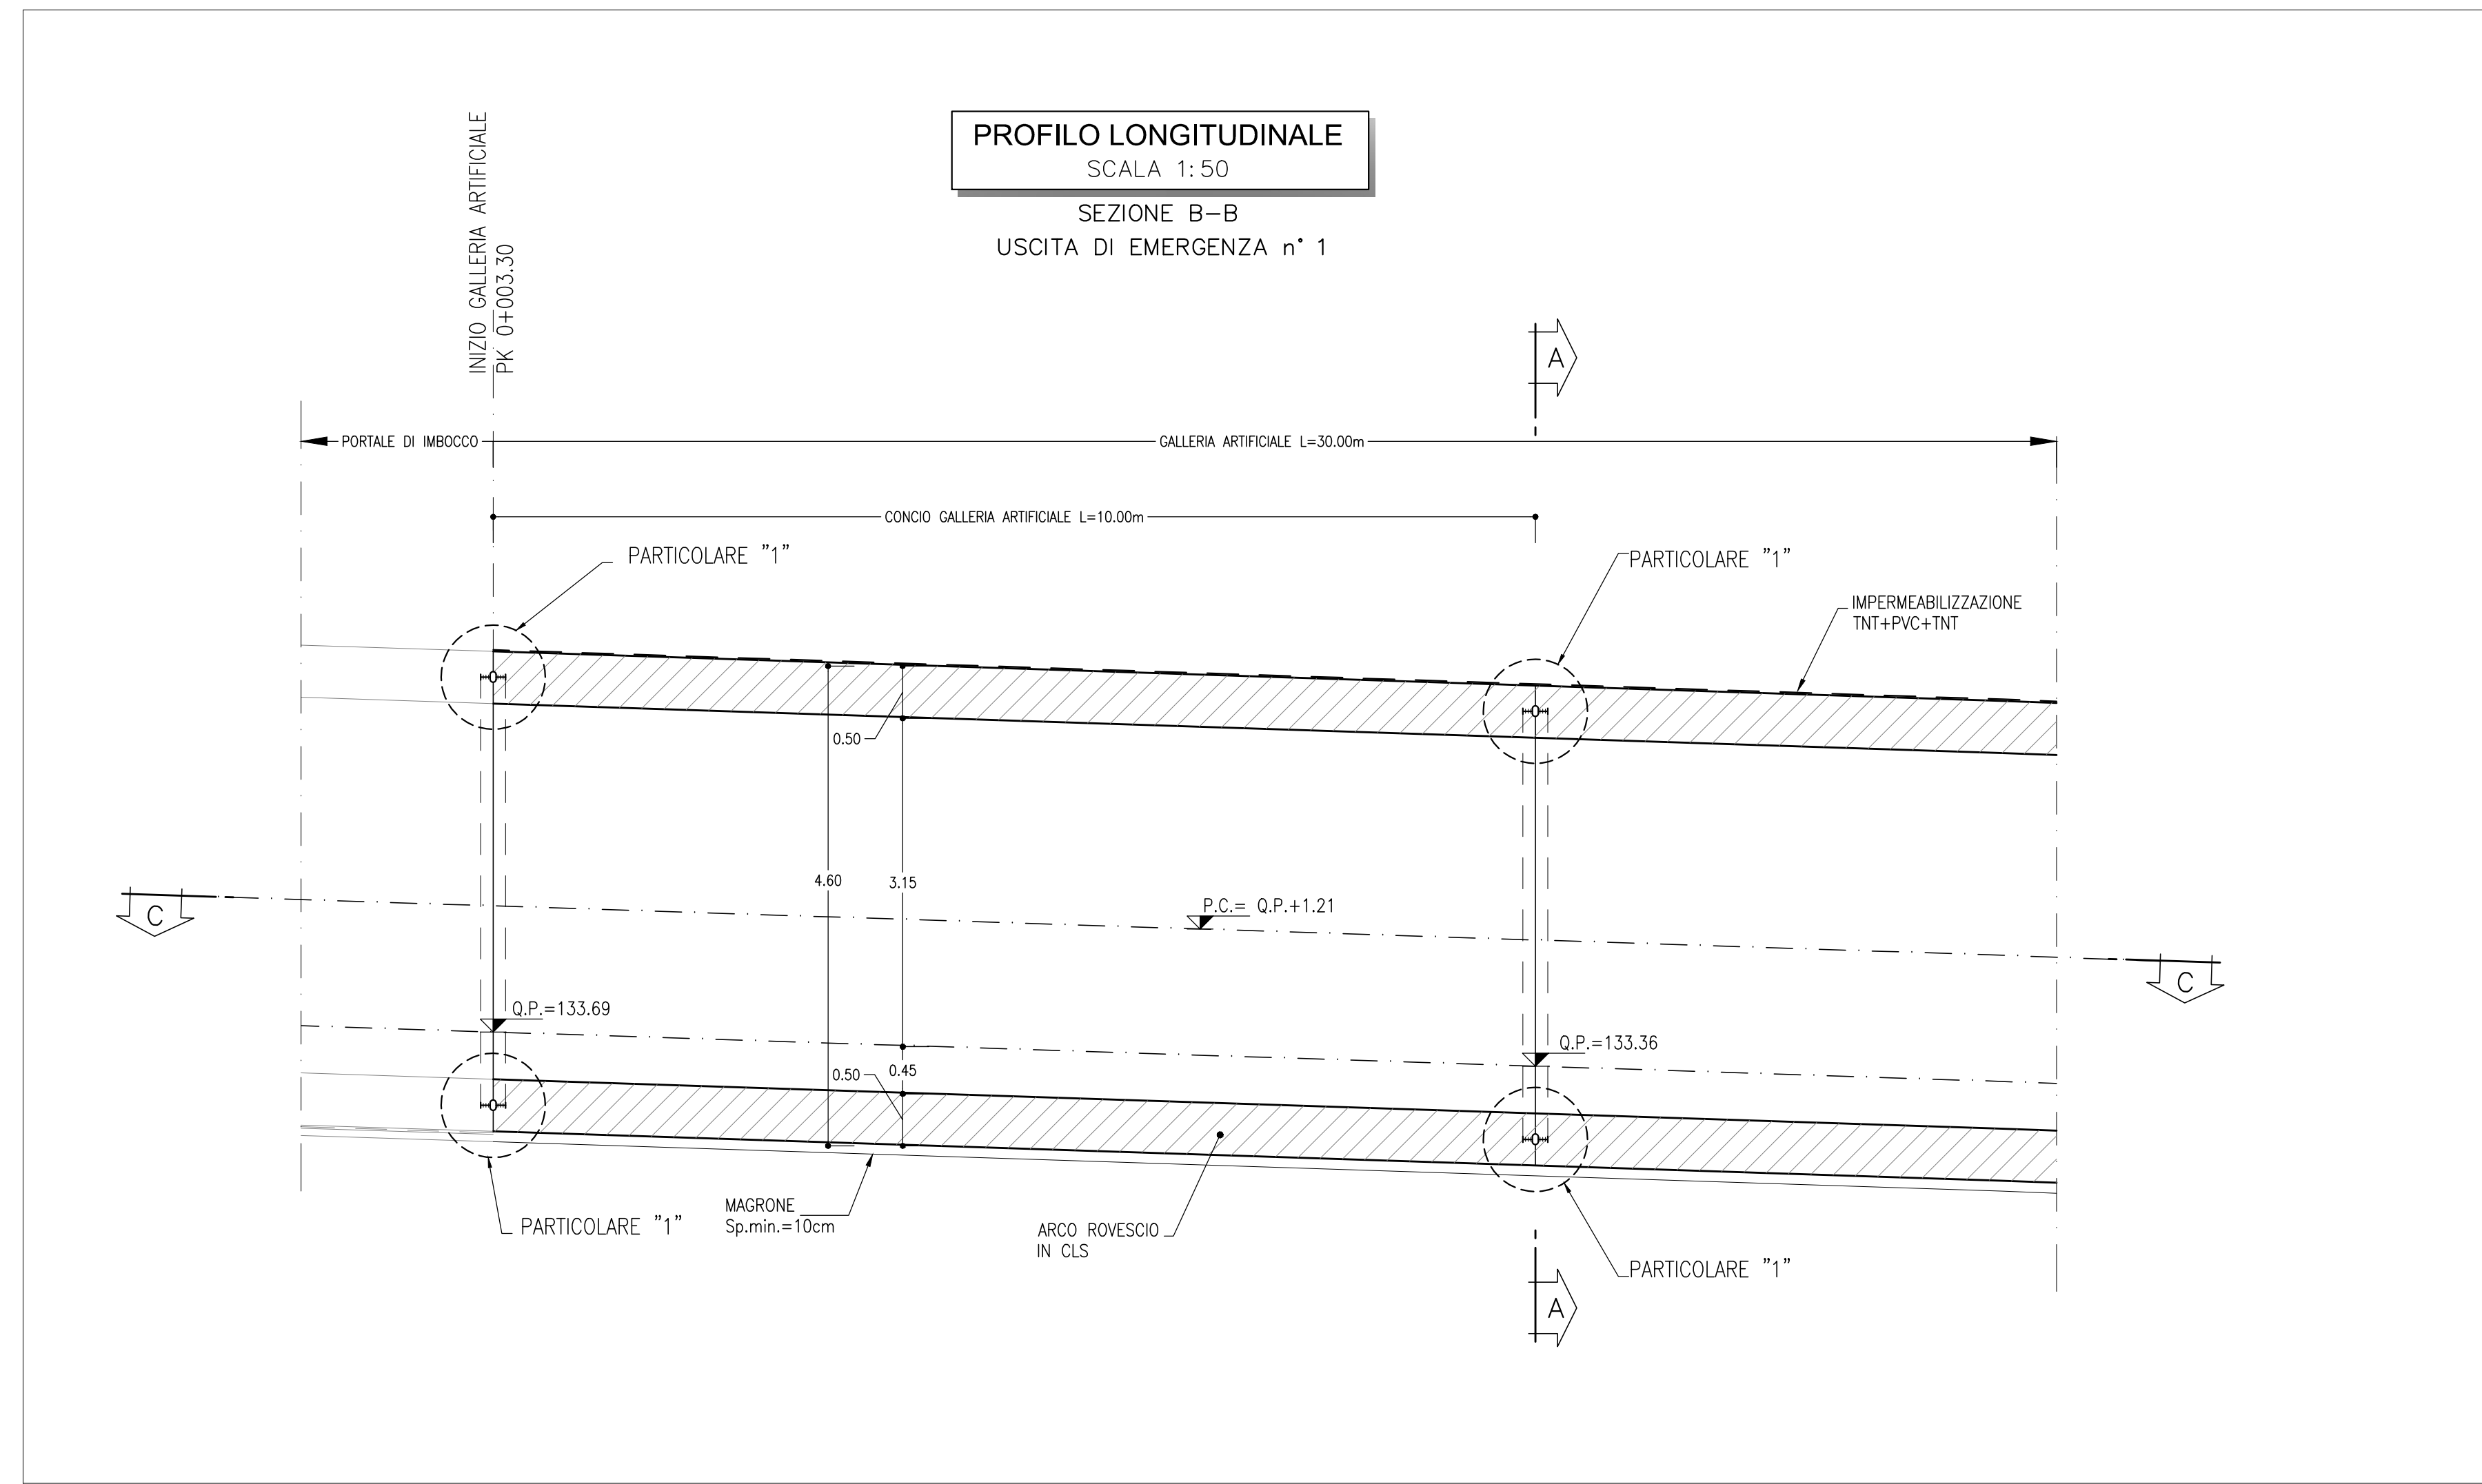 PROFILO LONGITUDINALE
SCALA 1:50
SEZIONE B-B
USCITA DI EMERGENZA n° 1
INIZIO GALLERIA ARTIFICIALE
PK 0+003.30
A
PORTALE DI IMBOCCO
GALLERIA ARTIFICIALE L=30.00m
CONCIO GALLERIA ARTIFICIALE L=10.00m
PARTICOLARE "1"
PARTICOLARE "1"
IMPERMEABILIZZAZIONE
TNT+PVC+TNT
0.50
4.60
3.15
P.C.= Q.P.+1.21
C
C
Q.P.=133.69
Q.P.=133.36
0.50
0.45
MAGRONE
Sp.min.=10cm
PARTICOLARE "1"
ARCO ROVESCIO
IN CLS
PARTICOLARE "1"
A